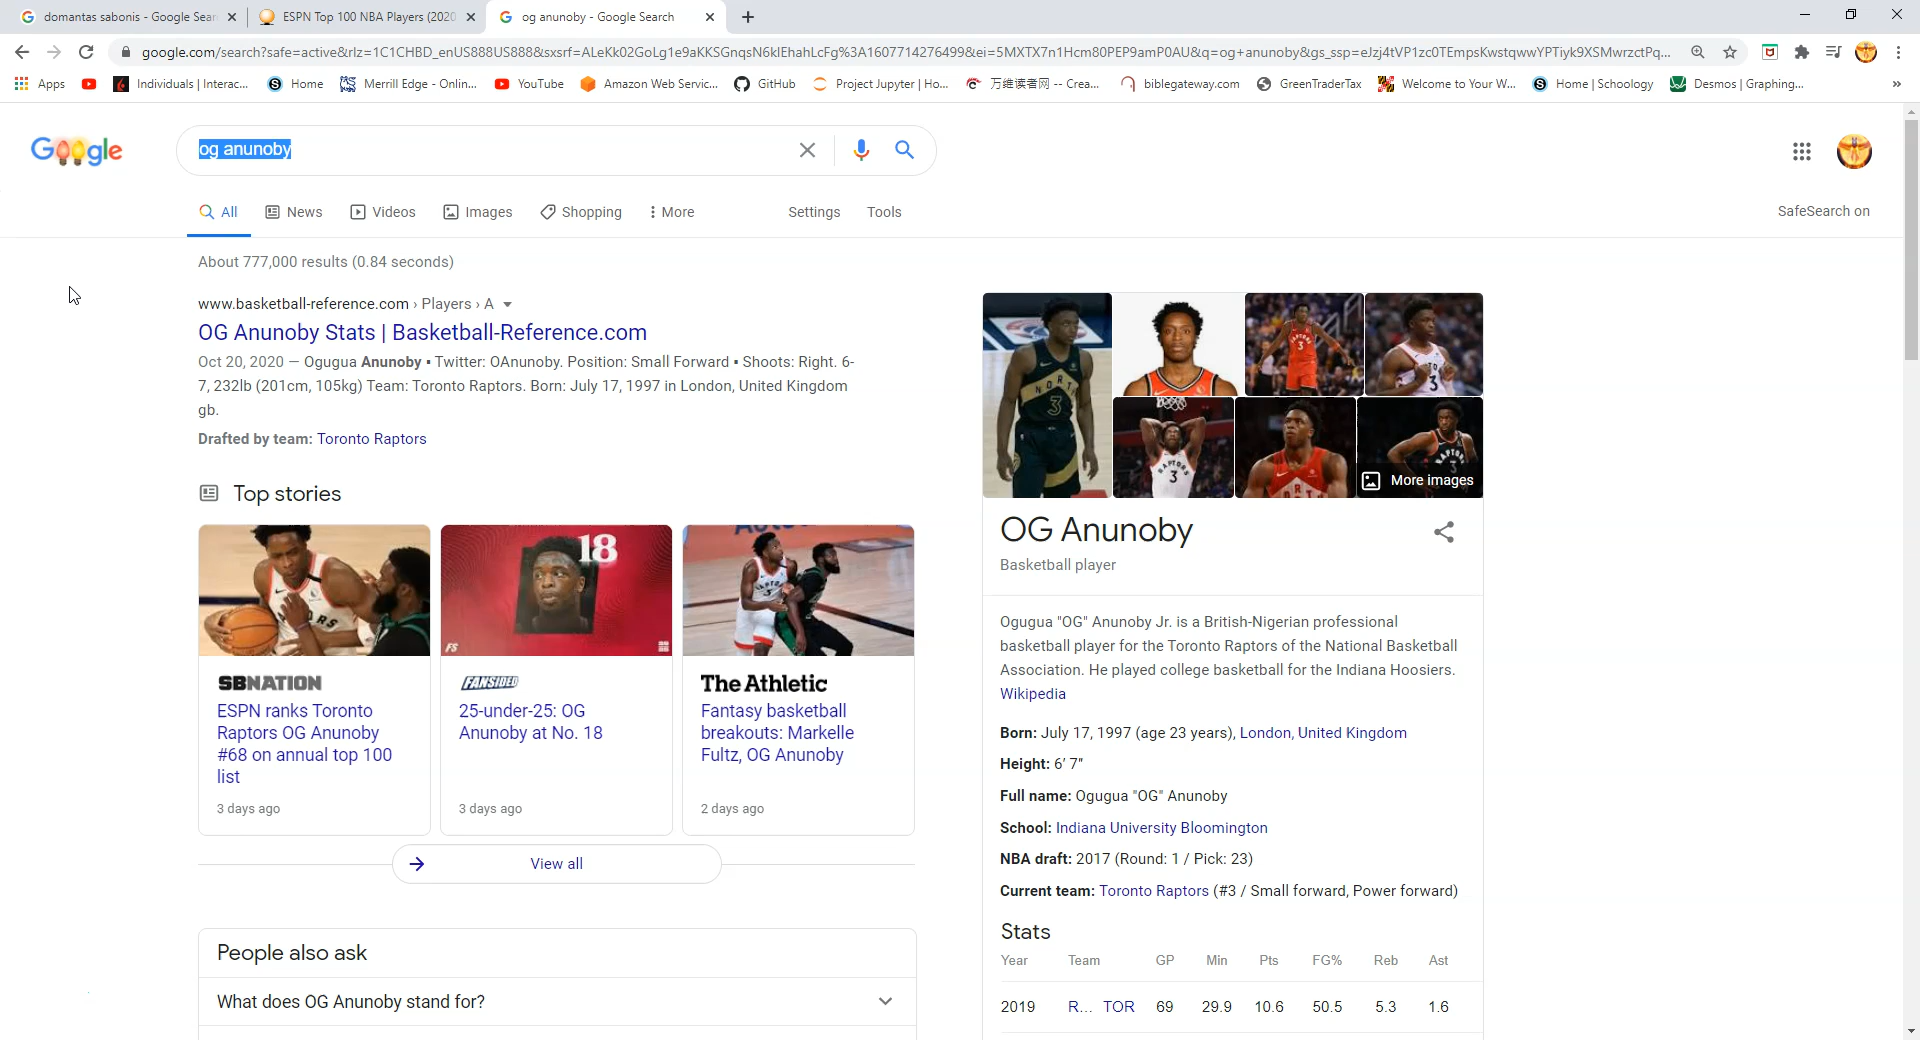 domantas sabonis - Google Sear
ESPN Top 100 NBA Players (2020
og anunoby - Google Search
google.com/search?safe=active&rlz=1C1CHBD_enUS888US888&sxsrf=ALeKk02GoLg1e9aKKSGnqsN6klEhahLcFg%3A1607714276499&ei=5MXTX7n1Hcm80PEP9amP0AU&q=og+anunoby&gs_ssp=eJzj4tVP1zc0TEmpsKwstqwwYPTiyk9XSMwrzctPq...
Apps
Individuals | Interac...
Home
Merrill Edge - Onlin...
YouTube
Amazon Web Servic...
GitHub
Project Jupyter | Ho...
万维读者网 -- Crea...
biblegateway.com
GreenTraderTax
Welcome to Your W...
Home | Schoology
Desmos | Graphing...
»
Google
og anunoby
All
News
Videos
Images
Shopping
More
Settings
Tools
SafeSearch on
About 777,000 results (0.84 seconds)
www.basketball-reference.com › Players › A
OG Anunoby Stats | Basketball-Reference.com
Oct 20, 2020 — Ogugua Anunoby ▪ Twitter: OAnunoby. Position: Small Forward ▪ Shoots: Right. 6-
7, 232lb (201cm, 105kg) Team: Toronto Raptors. Born: July 17, 1997 in London, United Kingdom
gb.
Drafted by team: Toronto Raptors
Top stories
18
FS
SBNATION
ESPN ranks Toronto
Raptors OG Anunoby
#68 on annual top 100
list
3 days ago
FANSIDED
25-under-25: OG
Anunoby at No. 18
3 days ago
The Athletic
Fantasy basketball
breakouts: Markelle
Fultz, OG Anunoby
2 days ago
View all
People also ask
What does OG Anunoby stand for?
NORTH
3
3
3
RAPTORS
3
More images
OG Anunoby
Basketball player
Ogugua "OG" Anunoby Jr. is a British-Nigerian professional
basketball player for the Toronto Raptors of the National Basketball
Association. He played college basketball for the Indiana Hoosiers.
Wikipedia
Born: July 17, 1997 (age 23 years), London, United Kingdom
Height: 6′ 7″
Full name: Ogugua "OG" Anunoby
School: Indiana University Bloomington
NBA draft: 2017 (Round: 1 / Pick: 23)
Current team: Toronto Raptors (#3 / Small forward, Power forward)
Stats
Year Team GP Min Pts FG% Reb Ast
2019 R... TOR 69 29.9 10.6 50.5 5.3 1.6